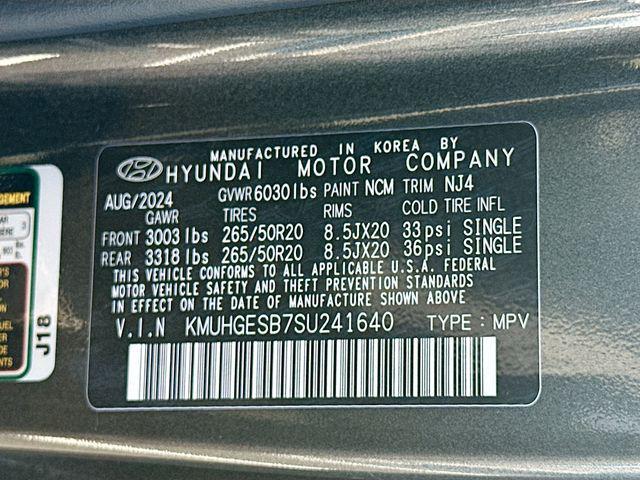 MANUFACTURED IN KOREA BY
HYUNDAI MOTOR COMPANY
AUG/2024 GVWR 6030 lbs PAINT NCM TRIM NJ4
GAWR TIRES RIMS COLD TIRE INFL
FRONT 3003 lbs 265/50R20 8.5JX20 33psi SINGLE
REAR 3318 lbs 265/50R20 8.5JX20 36psi SINGLE
THIS VEHICLE CONFORMS TO ALL APPLICABLE U.S.A. FEDERAL
MOTOR VEHICLE SAFETY AND THEFT PREVENTION STANDARDS
IN EFFECT ON THE DATE OF MANUFACTURE SHOWN ABOVE
V.I.N KMUHGESB7SU241640 TYPE : MPV
J18